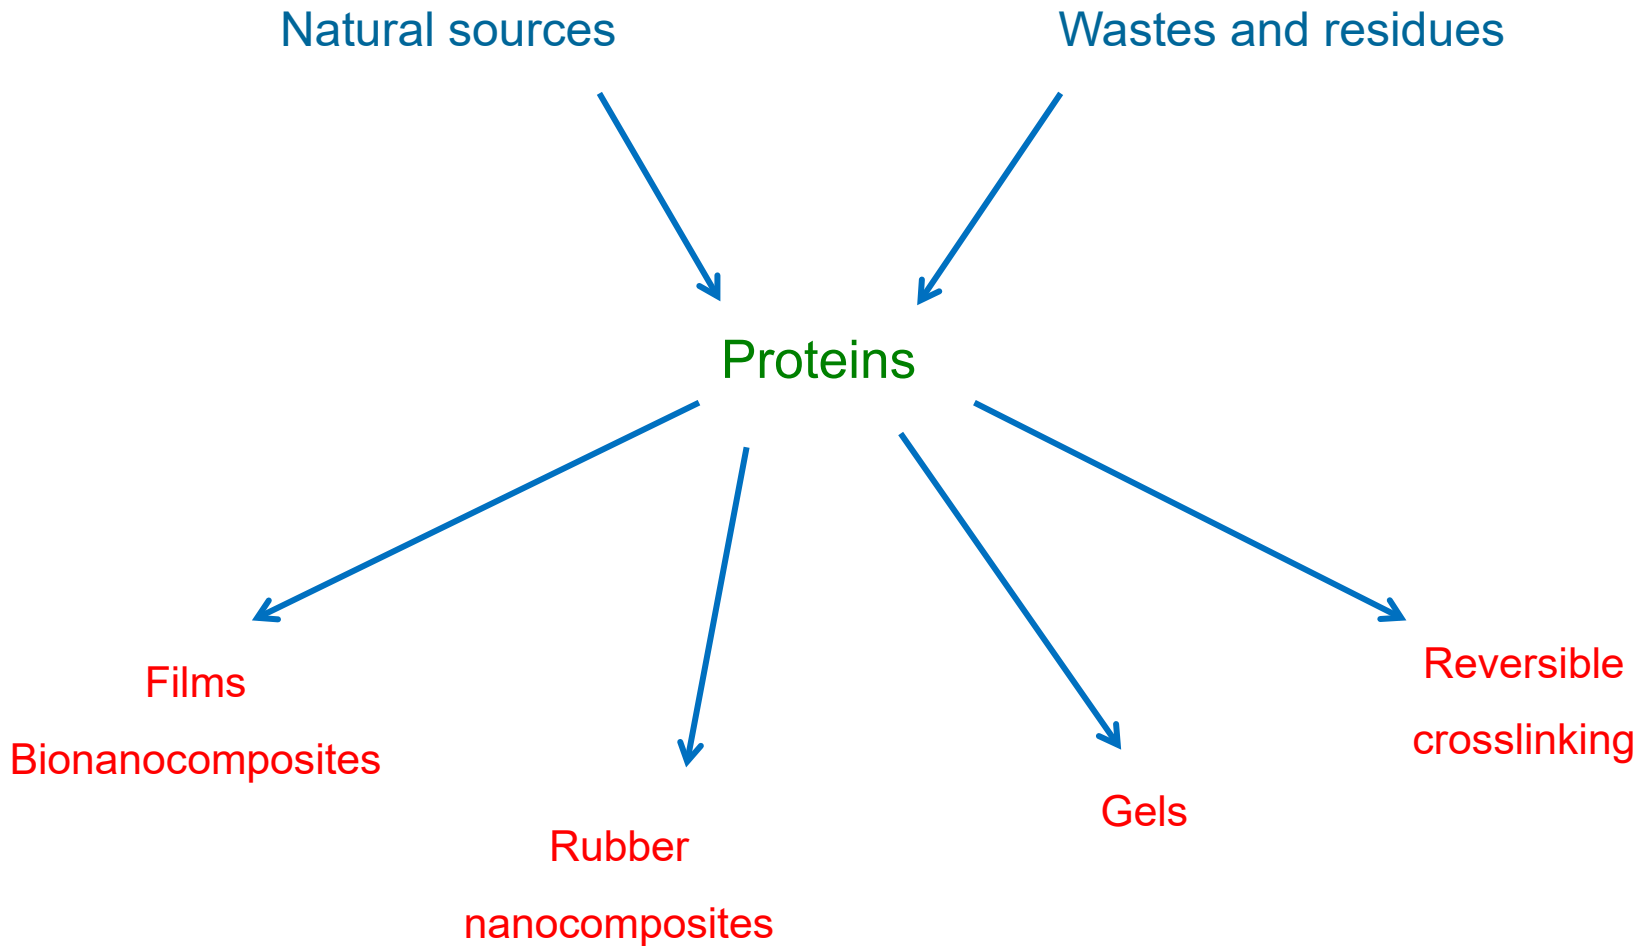 Natural sources
Wastes and residues
Proteins
Films
Bionanocomposites
Rubber
nanocomposites
Gels
Reversible
crosslinking